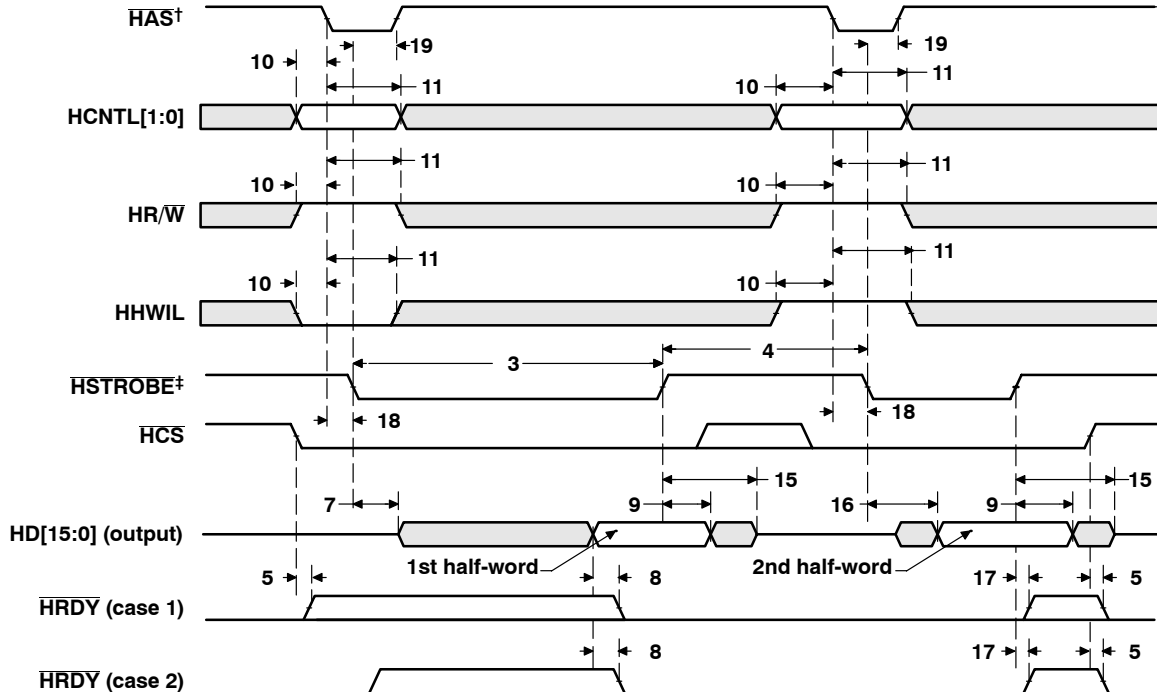 HAS†
19
19
10
11
10
11
HCNTL[1:0]
11
11
10
10
HR/W
11
11
10
10
HHWIL
3
4
HSTROBE‡
18
18
HCS
15
15
7
9
16
9
HD[15:0] (output)
1st half-word
2nd half-word
5
8
17
5
HRDY (case 1)
8
17
5
HRDY (case 2)